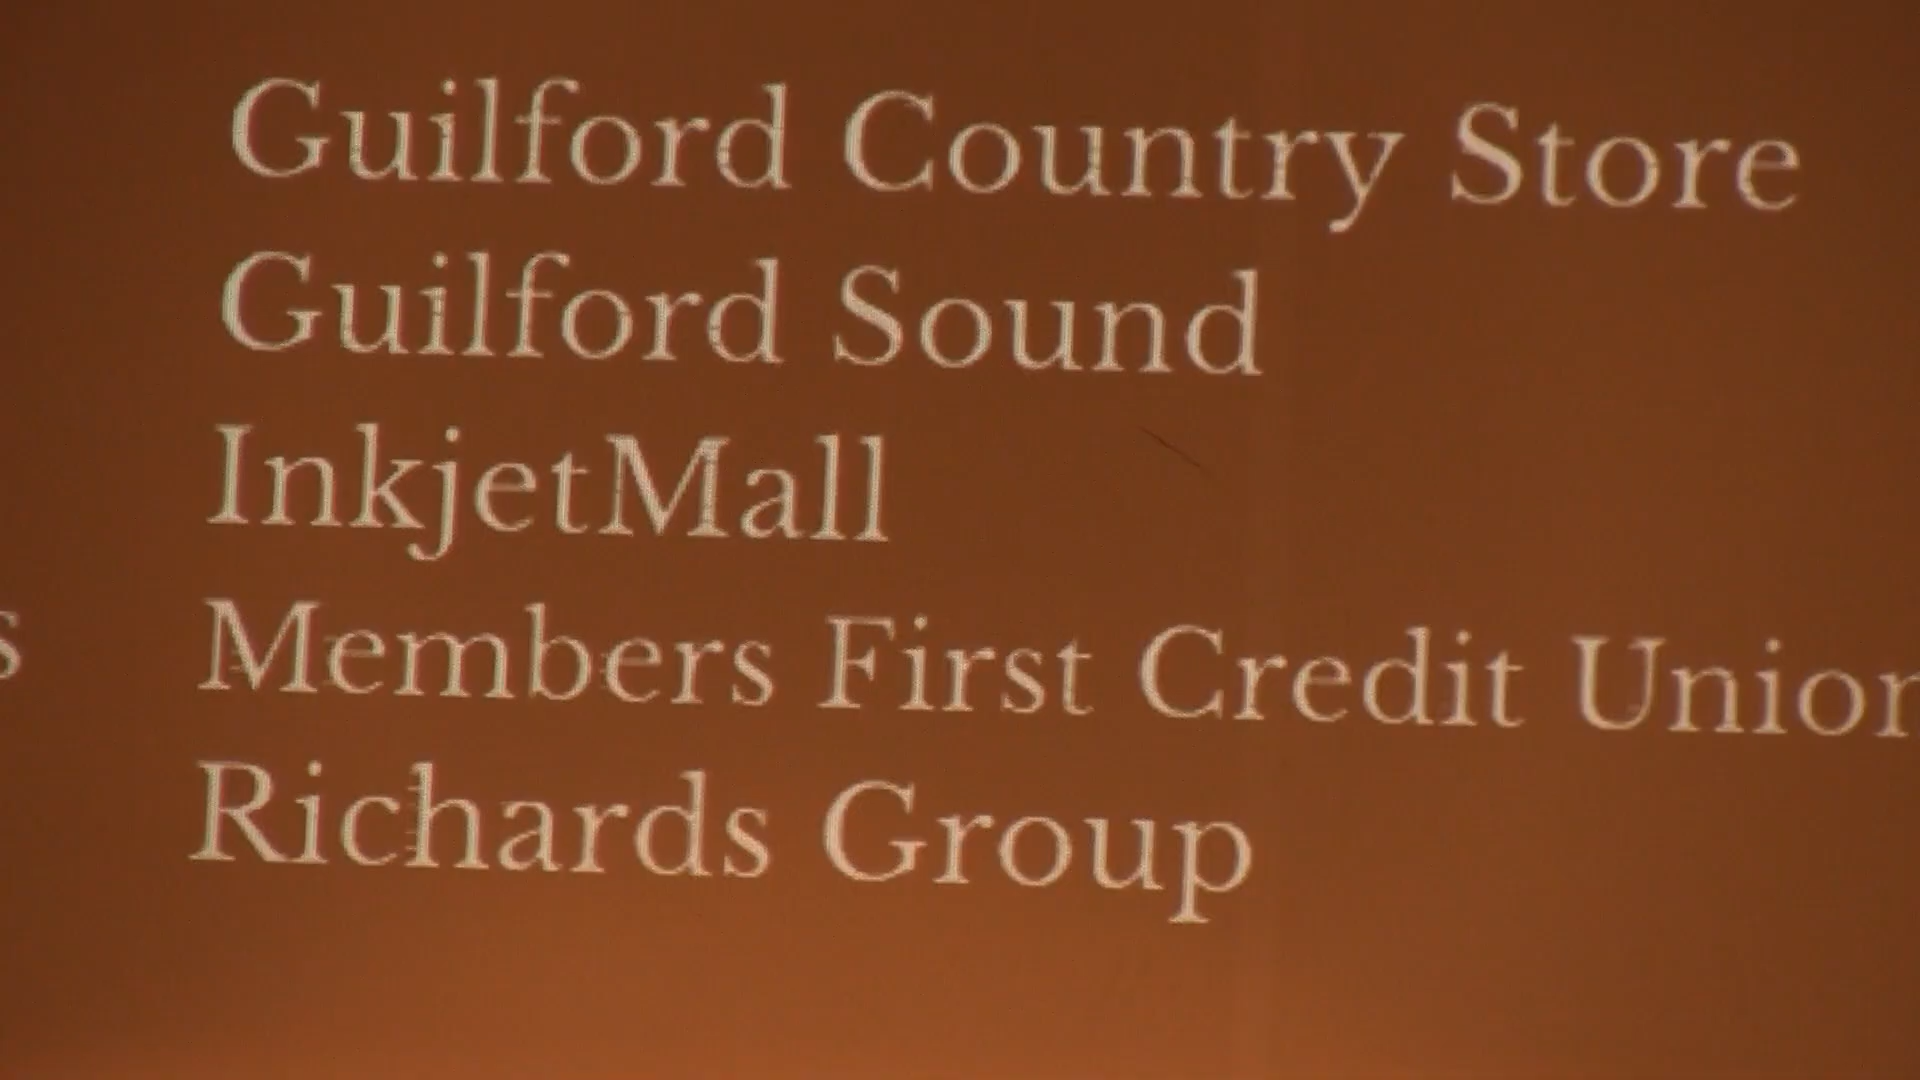 Guilford Country Store
Guilford Sound
InkjetMall
Members First Credit Union
Richards Group